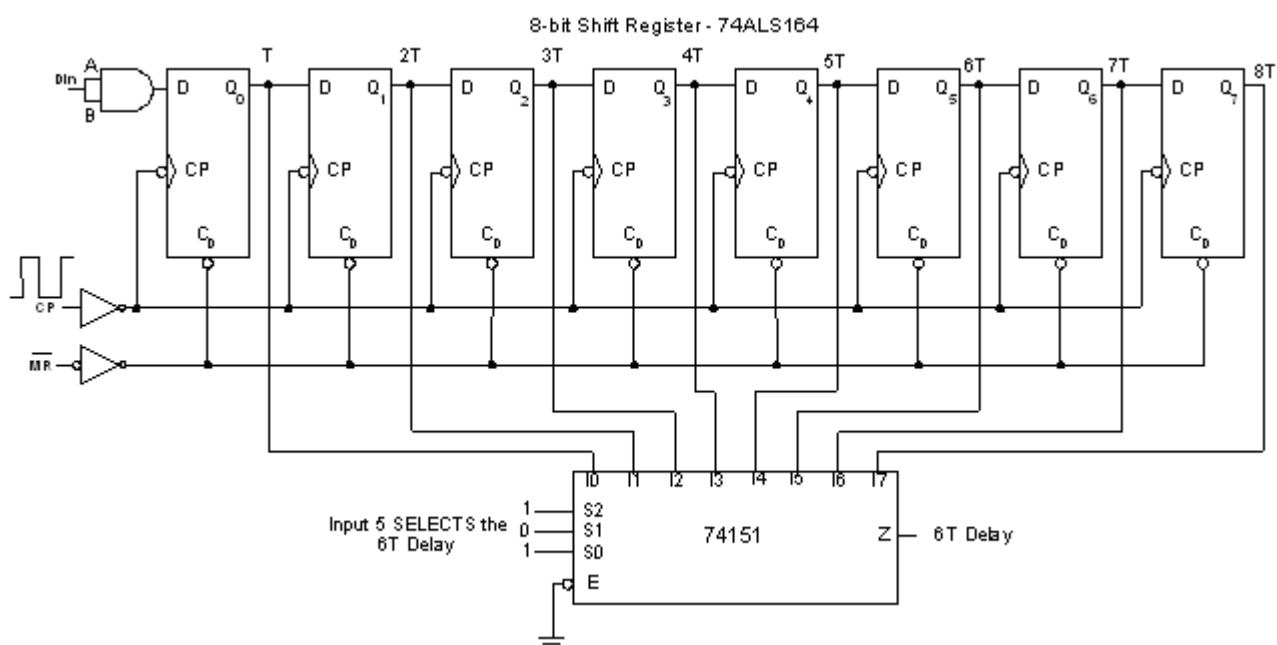 8-bit Shift Register - 74ALS164
T 2T 3T 4T 5T 6T 7T 8T
A
Din
B
D Q0 D Q1 D Q2 D Q3 D Q4 D Q5 D Q6 D Q7
CP CP CP CP CP CP CP CP
CD CD CD CD CD CD CD CD
CP
MR
I0 I1 I2 I3 I4 I5 I6 I7
Input 5 SELECTS the
6T Delay
1 S2
0 S1
1 S0
E
74151
Z 6T Delay